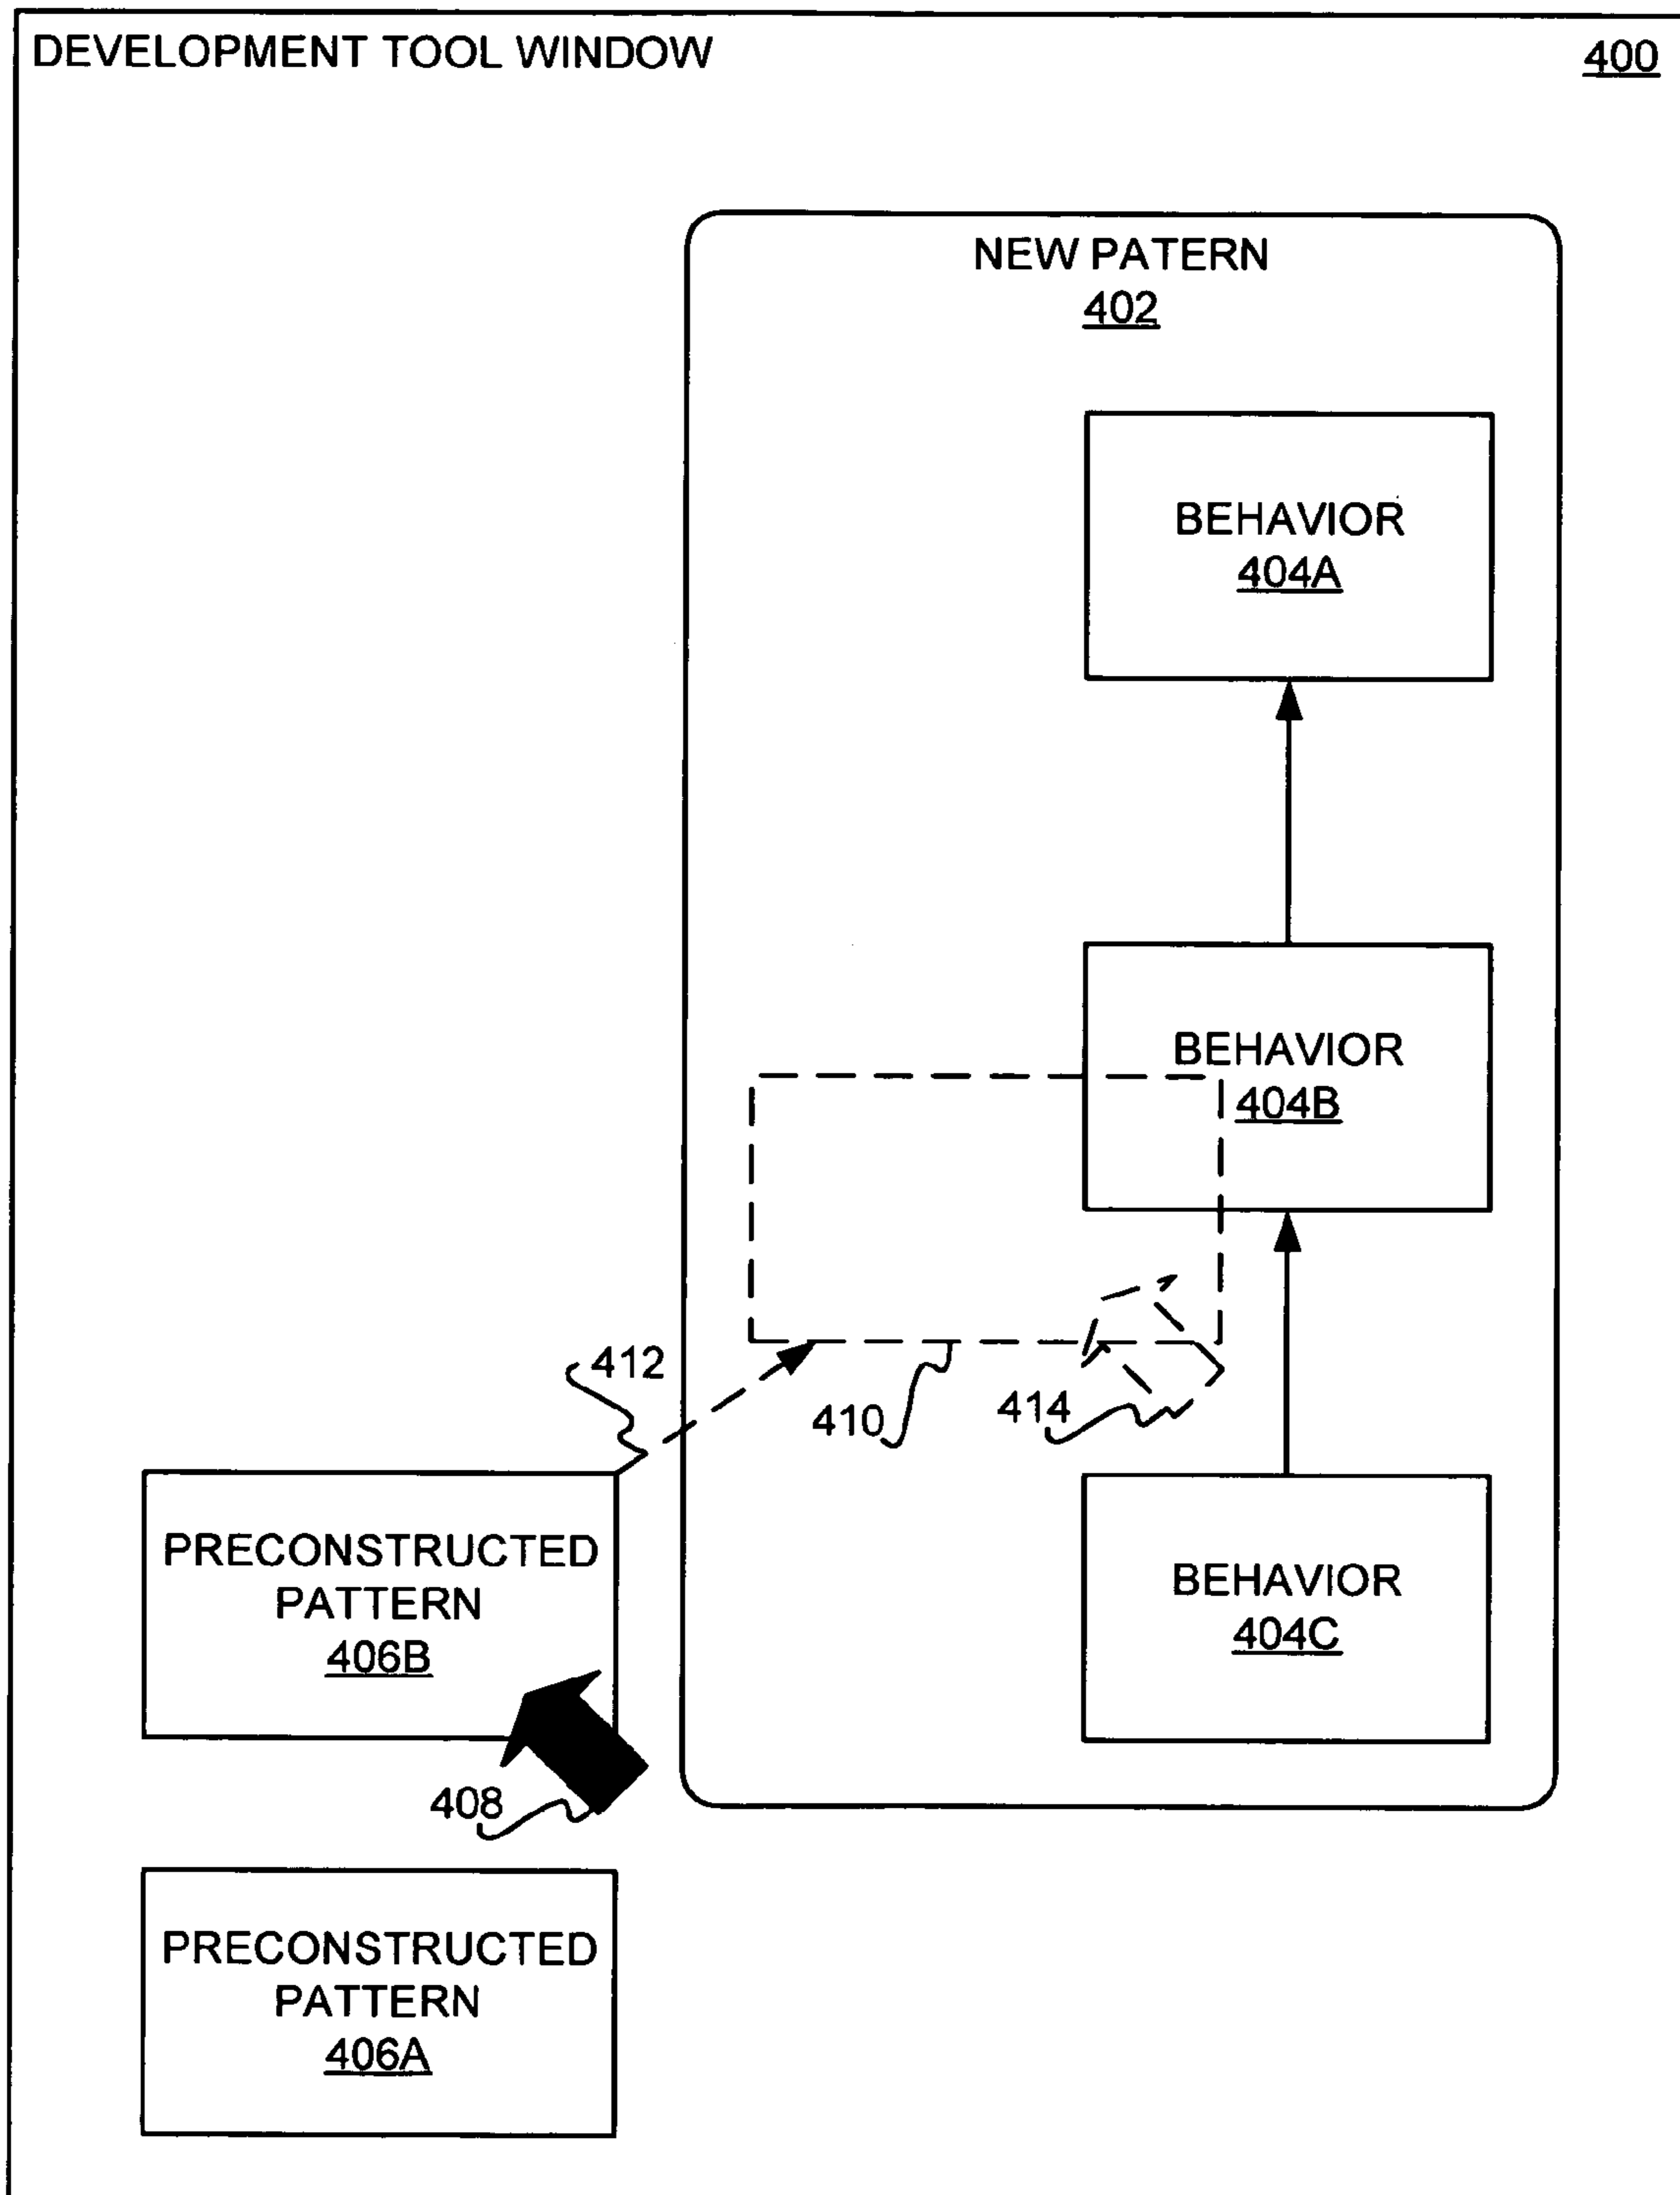 DEVELOPMENT TOOL WINDOW
400
NEW PATERN
402
BEHAVIOR
404A
BEHAVIOR
404B
412
410
414
PRECONSTRUCTED
PATTERN
406B
BEHAVIOR
404C
408
PRECONSTRUCTED
PATTERN
406A